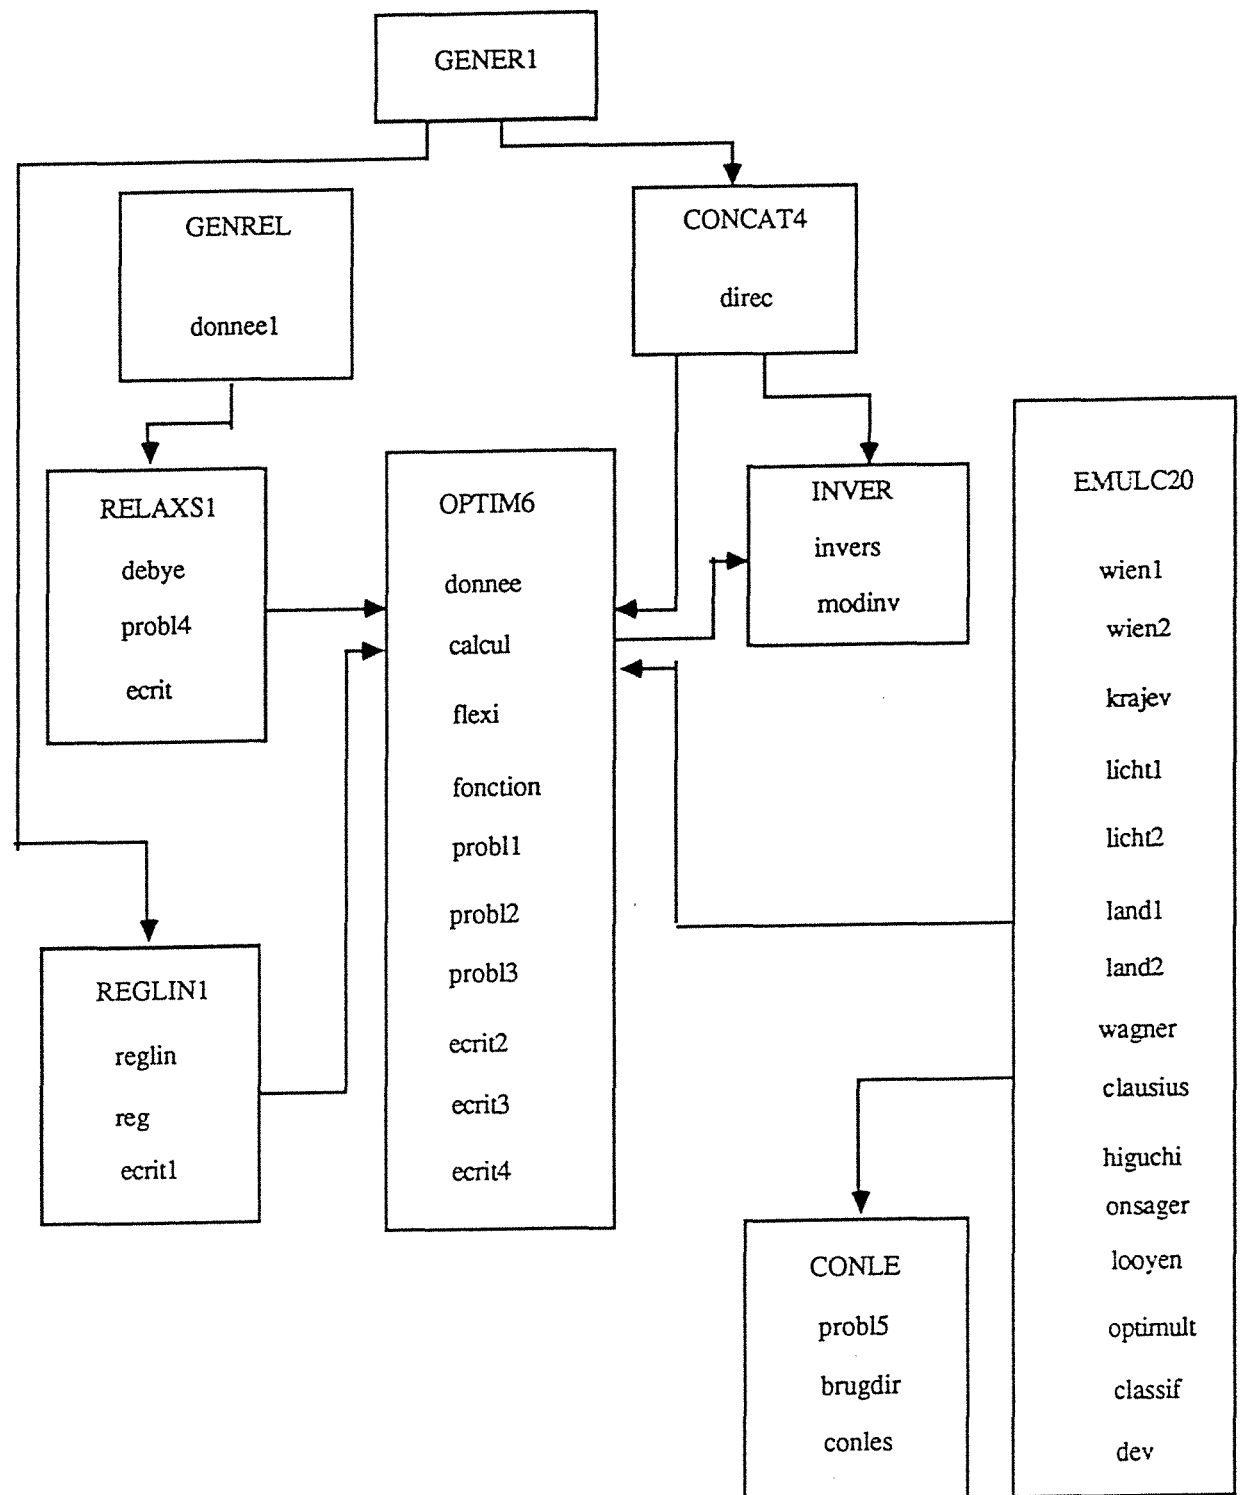 GENER1
GENREL
donnee1
CONCAT4
direc
RELAXS1
debye
probl4
ecrit
OPTIM6
donnee
calcul
flexi
fonction
probl1
probl2
probl3
ecrit2
ecrit3
ecrit4
INVER
invers
modinv
EMULC20
wien1
wien2
krajev
licht1
licht2
land1
land2
wagner
clausius
higuchi
onsager
looyen
optimult
classif
dev
REGLIN1
reglin
reg
ecrit1
CONLE
probl5
brugdir
conles